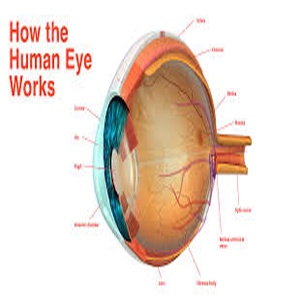 How the
Human Eye
Works
Sclera
Choroid
Retina
Macula
Cornea
Iris
Pupil
Optic nerve
Anterior chamber
Lens
Vitreous body